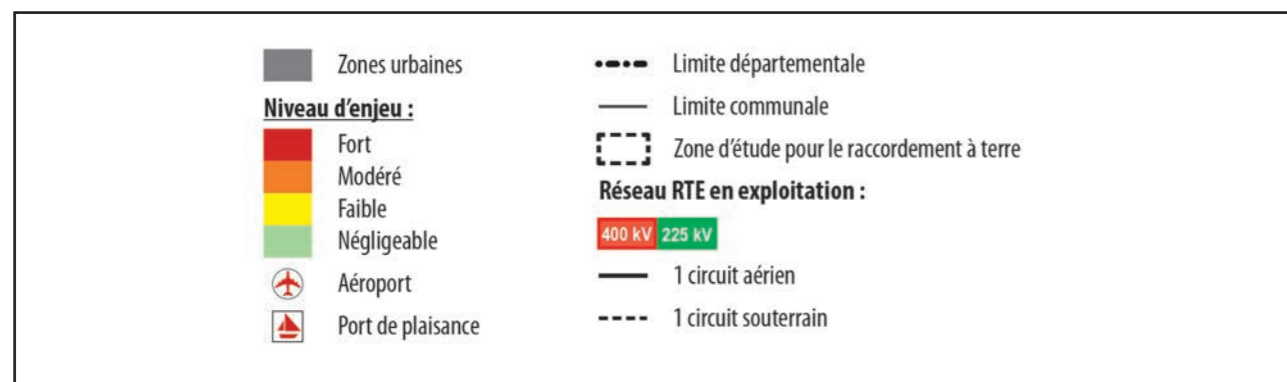 Zones urbaines
Niveau d'enjeu :
Fort
Modéré
Faible
Négligeable
Aéroport
Port de plaisance
Limite départementale
Limite communale
Zone d'étude pour le raccordement à terre
Réseau RTE en exploitation :
400 kV 225 kV
1 circuit aérien
1 circuit souterrain